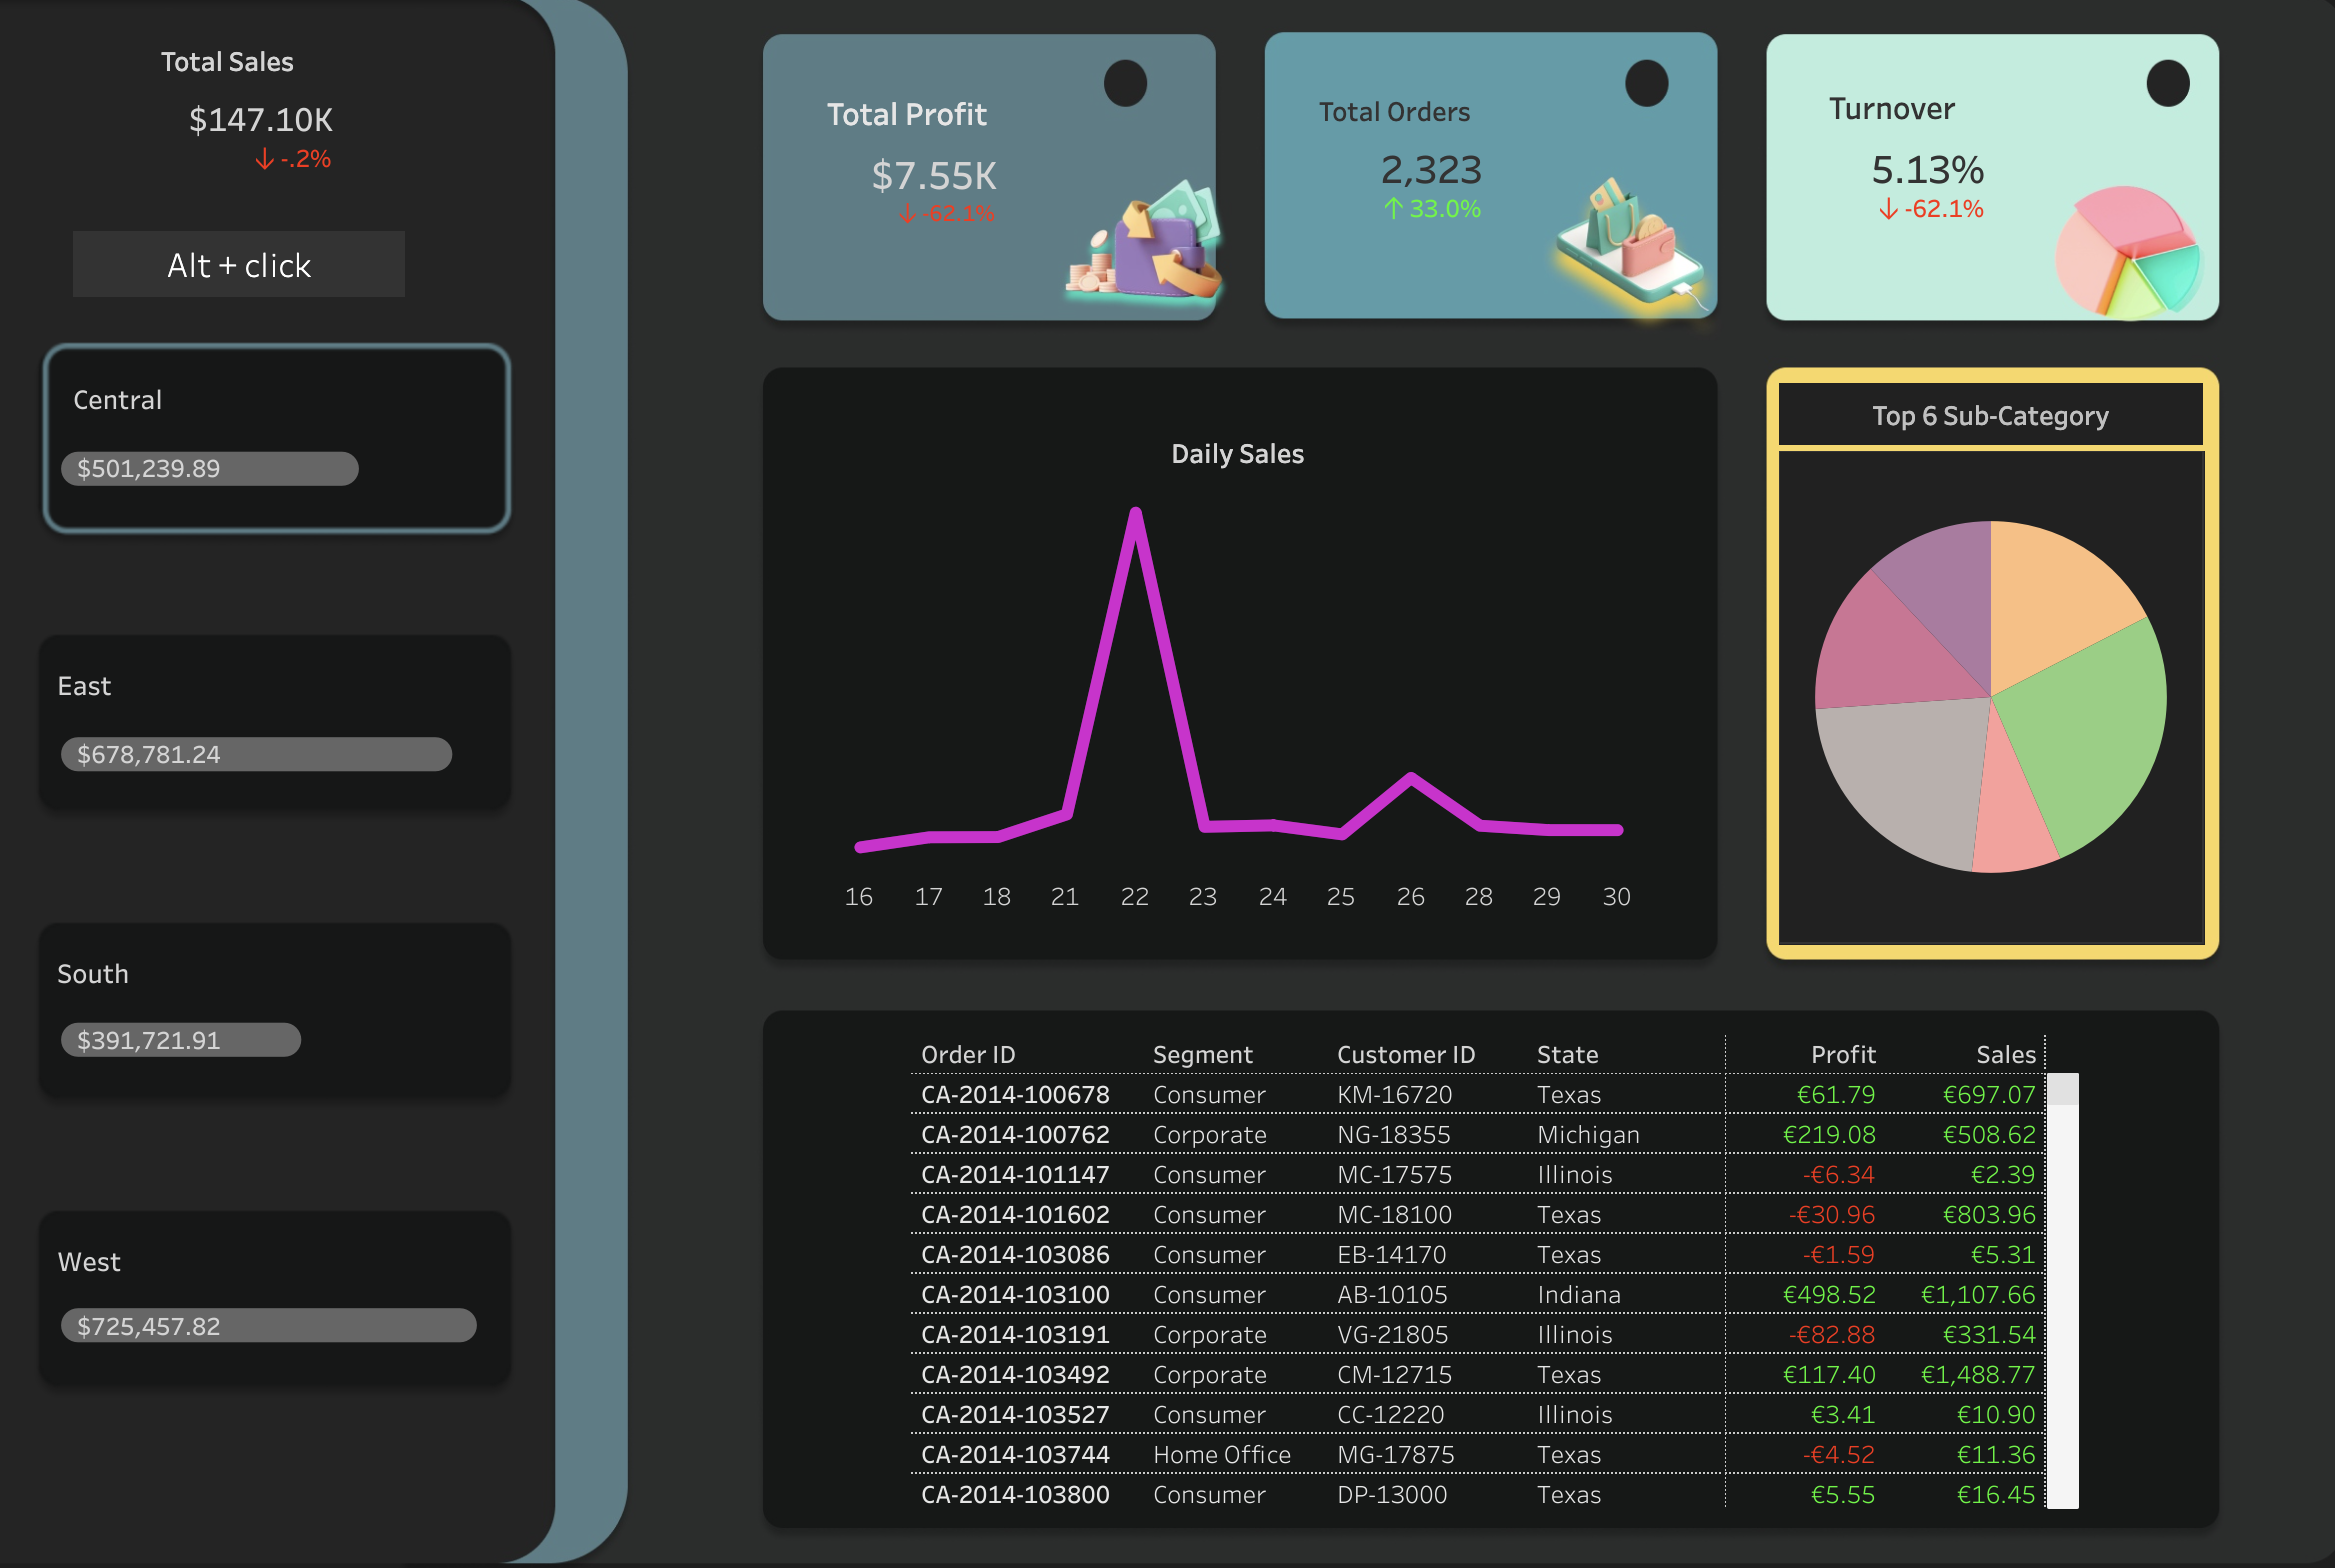 Total Sales
$147.10K
↓ -.2%
Alt + click
Central
$501,239.89
East
$678,781.24
South
$391,721.91
West
$725,457.82
Total Profit
$7.55K
↓ -62.1%
Total Orders
2,323
↑ 33.0%
Turnover
5.13%
↓ -62.1%
Daily Sales
16 17 18 21 22 23 24 25 26 28 29 30
Top 6 Sub-Category
Order ID Segment Customer ID State Profit Sales
CA-2014-100678 Consumer KM-16720 Texas €61.79 €697.07
CA-2014-100762 Corporate NG-18355 Michigan €219.08 €508.62
CA-2014-101147 Consumer MC-17575 Illinois -€6.34 €2.39
CA-2014-101602 Consumer MC-18100 Texas -€30.96 €803.96
CA-2014-103086 Consumer EB-14170 Texas -€1.59 €5.31
CA-2014-103100 Consumer AB-10105 Indiana €498.52 €1,107.66
CA-2014-103191 Corporate VG-21805 Illinois -€82.88 €331.54
CA-2014-103492 Corporate CM-12715 Texas €117.40 €1,488.77
CA-2014-103527 Consumer CC-12220 Illinois €3.41 €10.90
CA-2014-103744 Home Office MG-17875 Texas -€4.52 €11.36
CA-2014-103800 Consumer DP-13000 Texas €5.55 €16.45